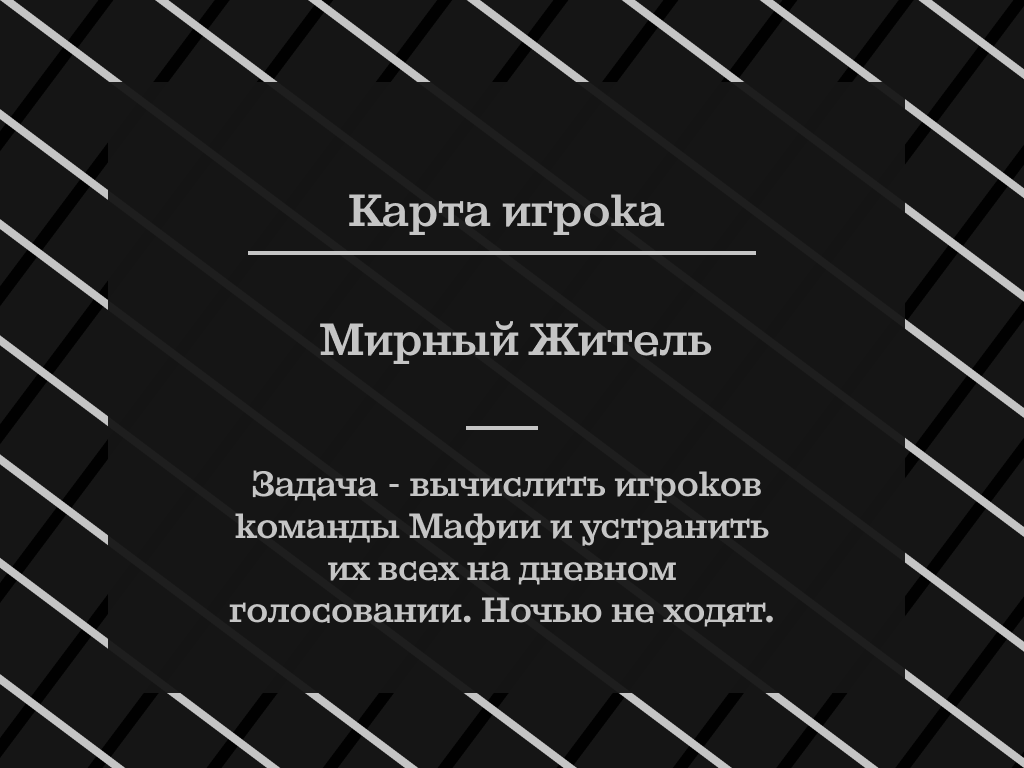 Карта игрока
Мирный Житель
Задача - вычислить игроков
команды Мафии и устранить
их всех на дневном
голосовании. Ночью не ходят.